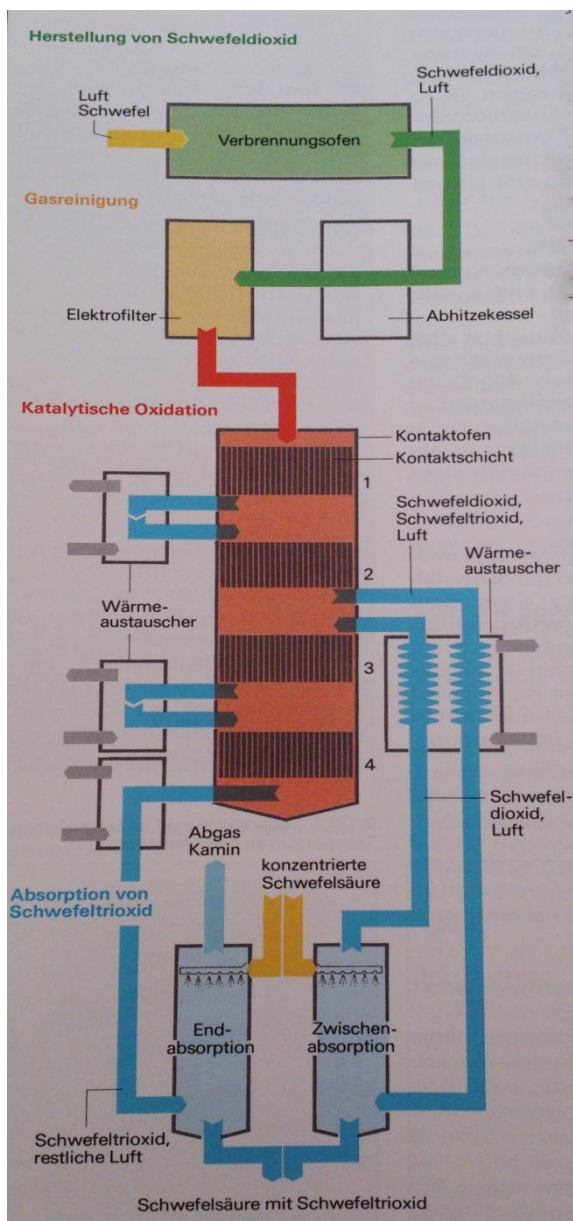 Herstellung von Schwefeldioxid
Luft
Schwefel
Schwefeldioxid,
Luft
Verbrennungsofen
Gasreinigung
Elektrofilter
Abhitzekessel
Katalytische Oxidation
Kontaktofen
Kontaktschicht
1
Schwefeldioxid,
Schwefeltrioxid,
Luft
2
Wärme-
austauscher
Wärme-
austauscher
3
4
Schwefel-
dioxid,
Luft
Abgas
Kamin
konzentrierte
Schwefelsäure
Absorption von
Schwefeltrioxid
End-
absorption
Zwischen-
absorption
Schwefeltrioxid,
restliche Luft
Schwefelsäure mit Schwefeltrioxid